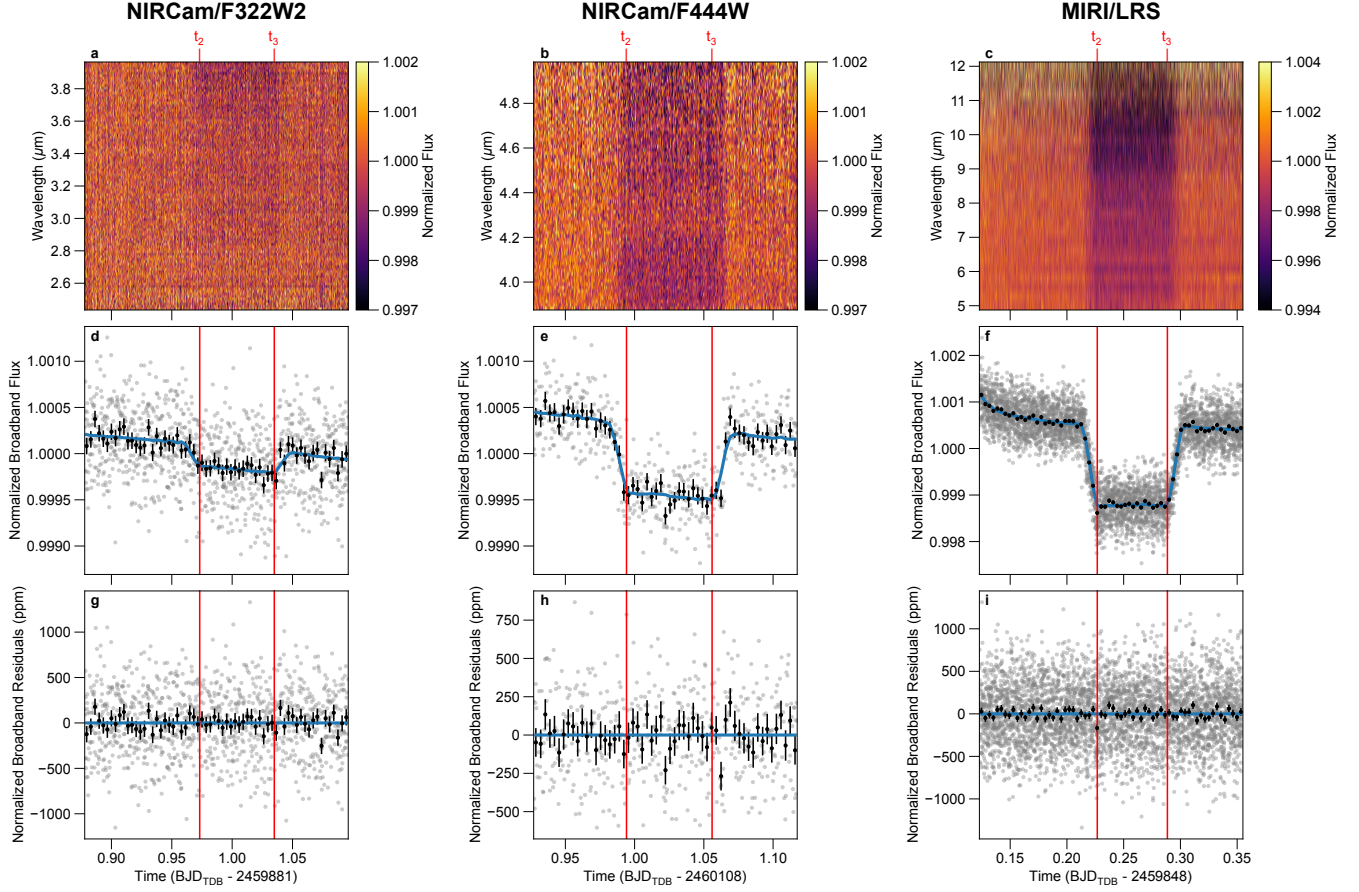 NIRCam/F322W2
NIRCam/F444W
MIRI/LRS
t2 t3
t2 t3
t2 t3
a
b
c
3.8
3.6
3.4
3.2
3.0
2.8
2.6
Wavelength (μm)
1.002
1.001
1.000
0.999
0.998
0.997
Normalized Flux
4.8
4.6
4.4
4.2
4.0
Wavelength (μm)
1.002
1.001
1.000
0.999
0.998
0.997
Normalized Flux
12
11
10
9
8
7
6
5
Wavelength (μm)
1.004
1.002
1.000
0.998
0.996
0.994
Normalized Flux
d
1.0010
1.0005
1.0000
0.9995
0.9990
Normalized Broadband Flux
e
1.0010
1.0005
1.0000
0.9995
0.9990
Normalized Broadband Flux
f
1.002
1.001
1.000
0.999
0.998
Normalized Broadband Flux
g
1000
500
0
−500
−1000
Normalized Broadband Residuals (ppm)
0.90 0.95 1.00 1.05
Time (BJDTDB - 2459881)
h
750
500
250
0
−250
−500
Normalized Broadband Residuals (ppm)
0.95 1.00 1.05 1.10
Time (BJDTDB - 2460108)
i
1000
500
0
−500
−1000
Normalized Broadband Residuals (ppm)
0.15 0.20 0.25 0.30 0.35
Time (BJDTDB - 2459848)